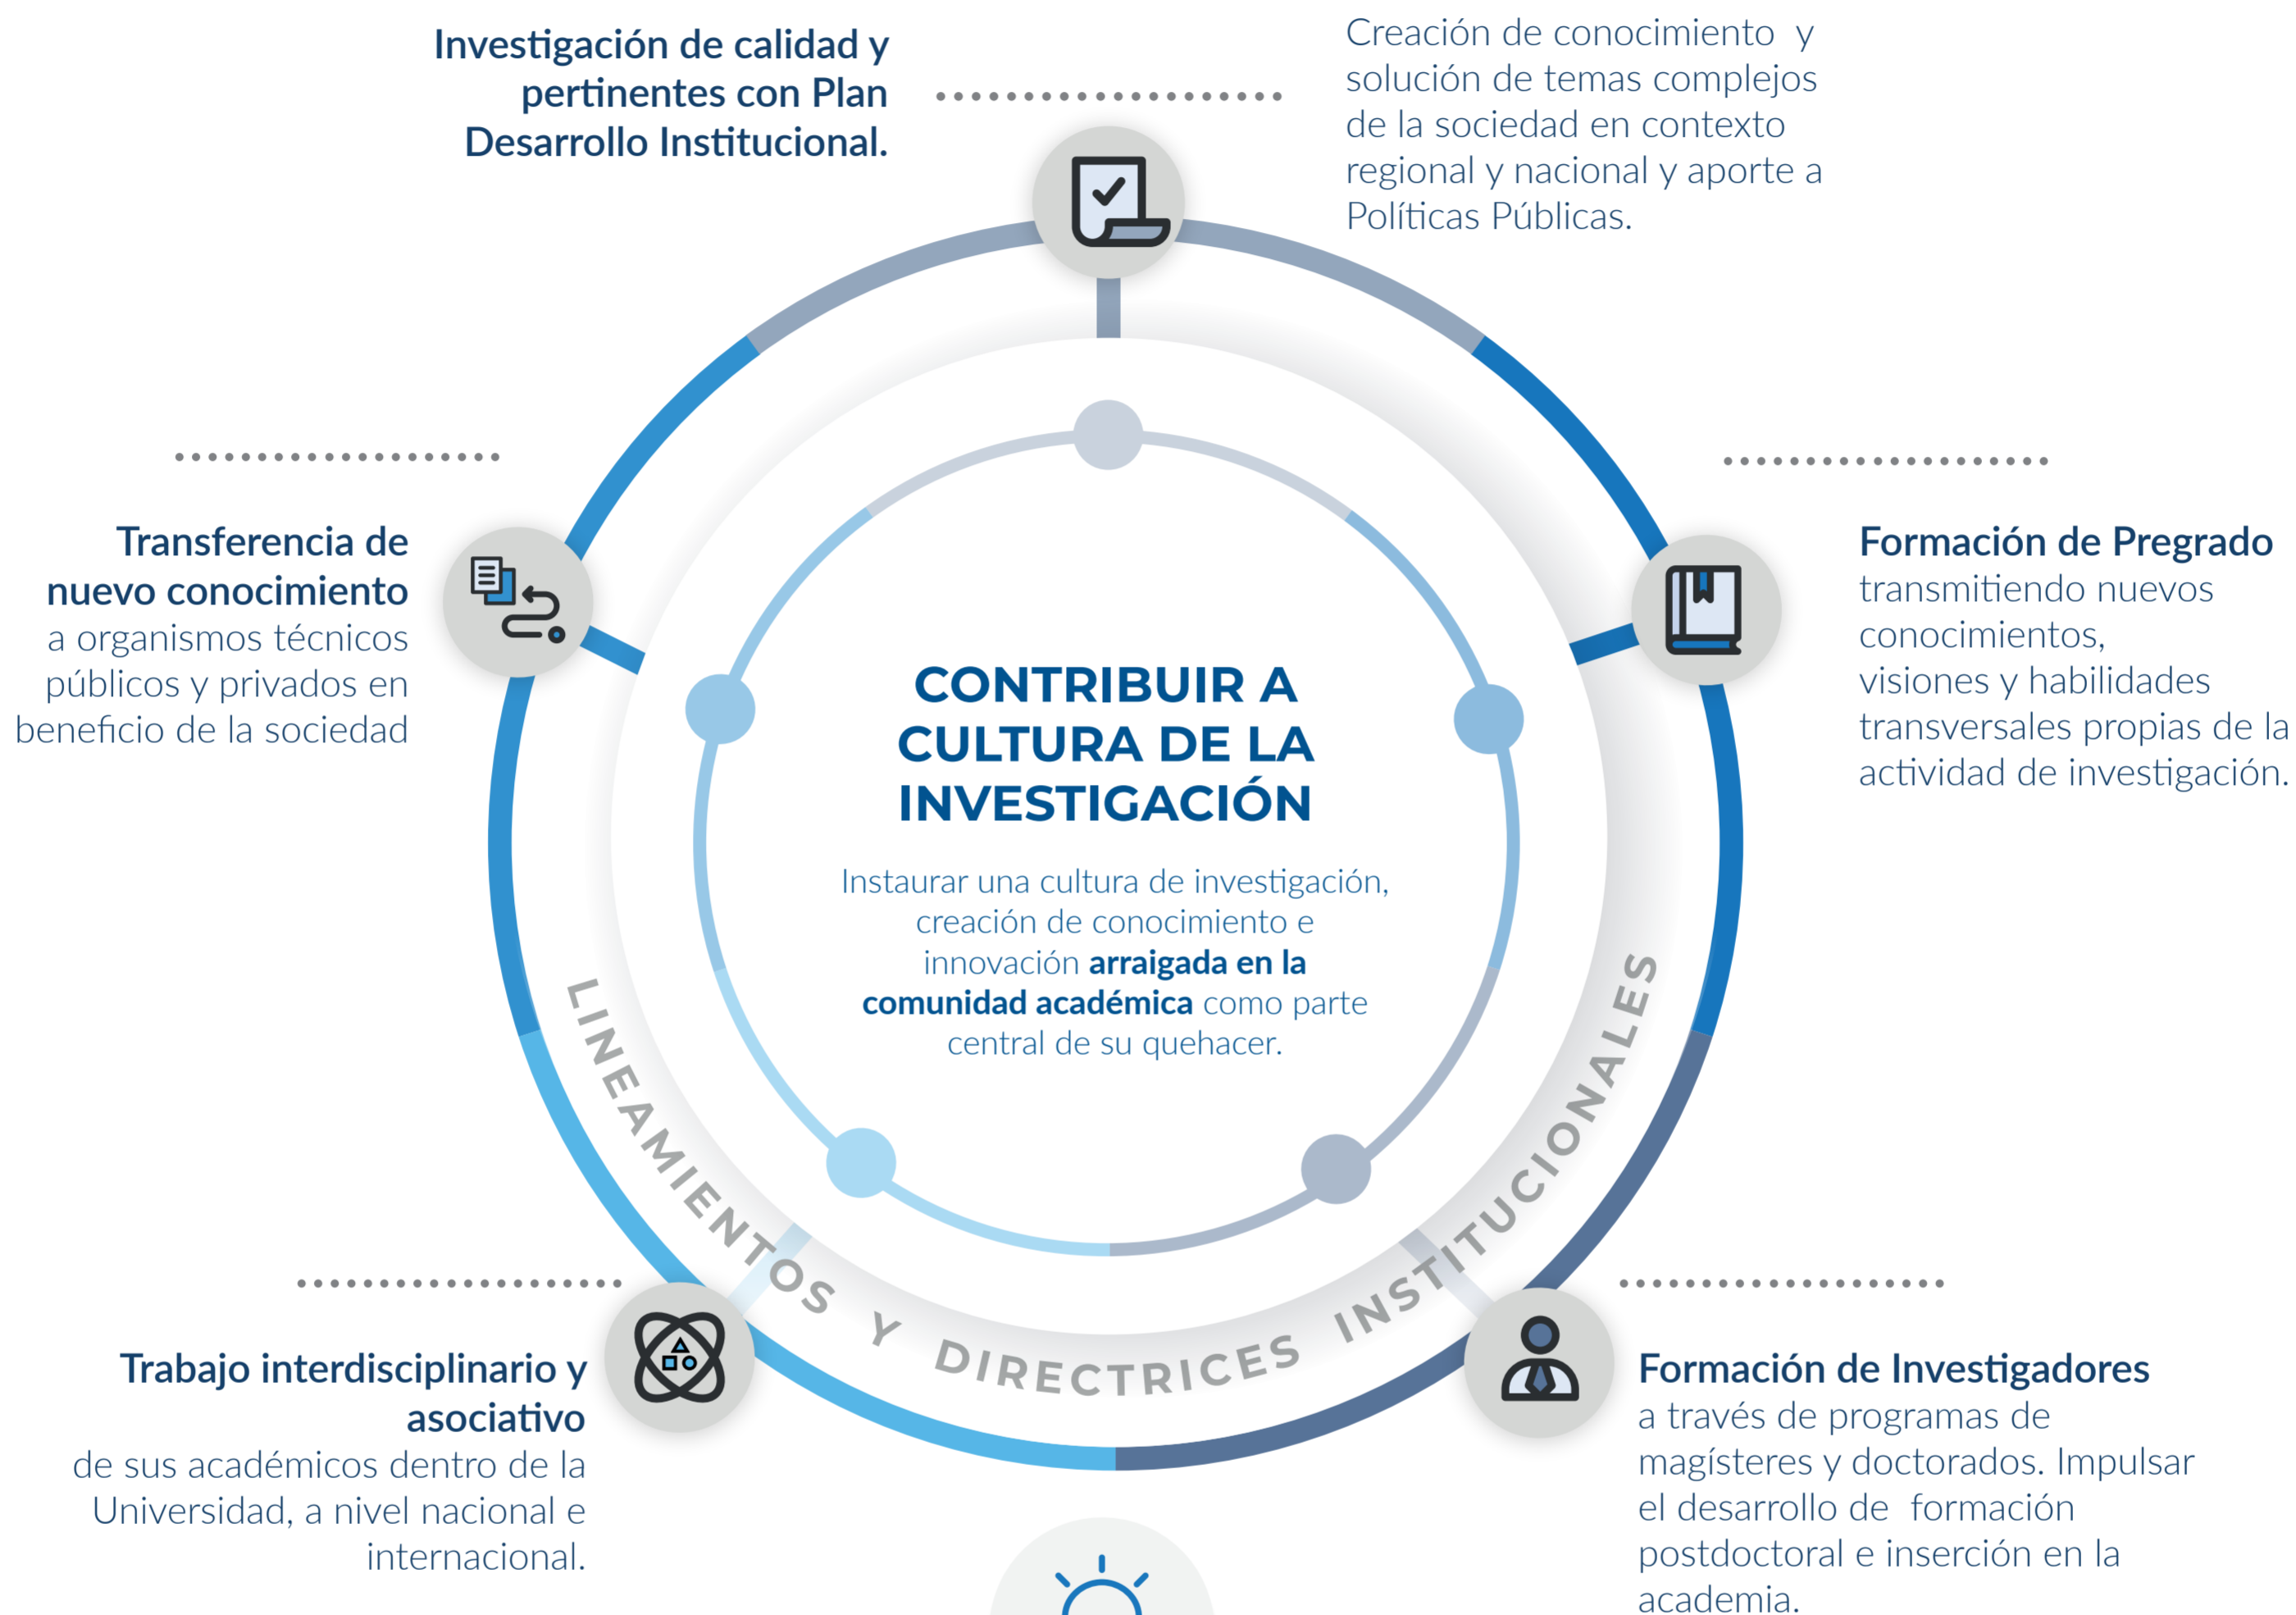 Investigación de calidad y
pertinentes con Plan
Desarrollo Institucional.
Creación de conocimiento y
solución de temas complejos
de la sociedad en contexto
regional y nacional y aporte a
Políticas Públicas.
Transferencia de
nuevo conocimiento
a organismos técnicos
públicos y privados en
beneficio de la sociedad
Formación de Pregrado
transmitiendo nuevos
conocimientos,
visiones y habilidades
transversales propias de la
actividad de investigación.
CONTRIBUIR A
CULTURA DE LA
INVESTIGACIÓN
Instaurar una cultura de investigación,
creación de conocimiento e
innovación arraigada en la
comunidad académica como parte
central de su quehacer.
LINEAMIENTOS Y DIRECTRICES INSTITUCIONALES
Trabajo interdisciplinario y
asociativo
de sus académicos dentro de la
Universidad, a nivel nacional e
internacional.
Formación de Investigadores
a través de programas de
magísteres y doctorados. Impulsar
el desarrollo de formación
postdoctoral e inserción en la
academia.